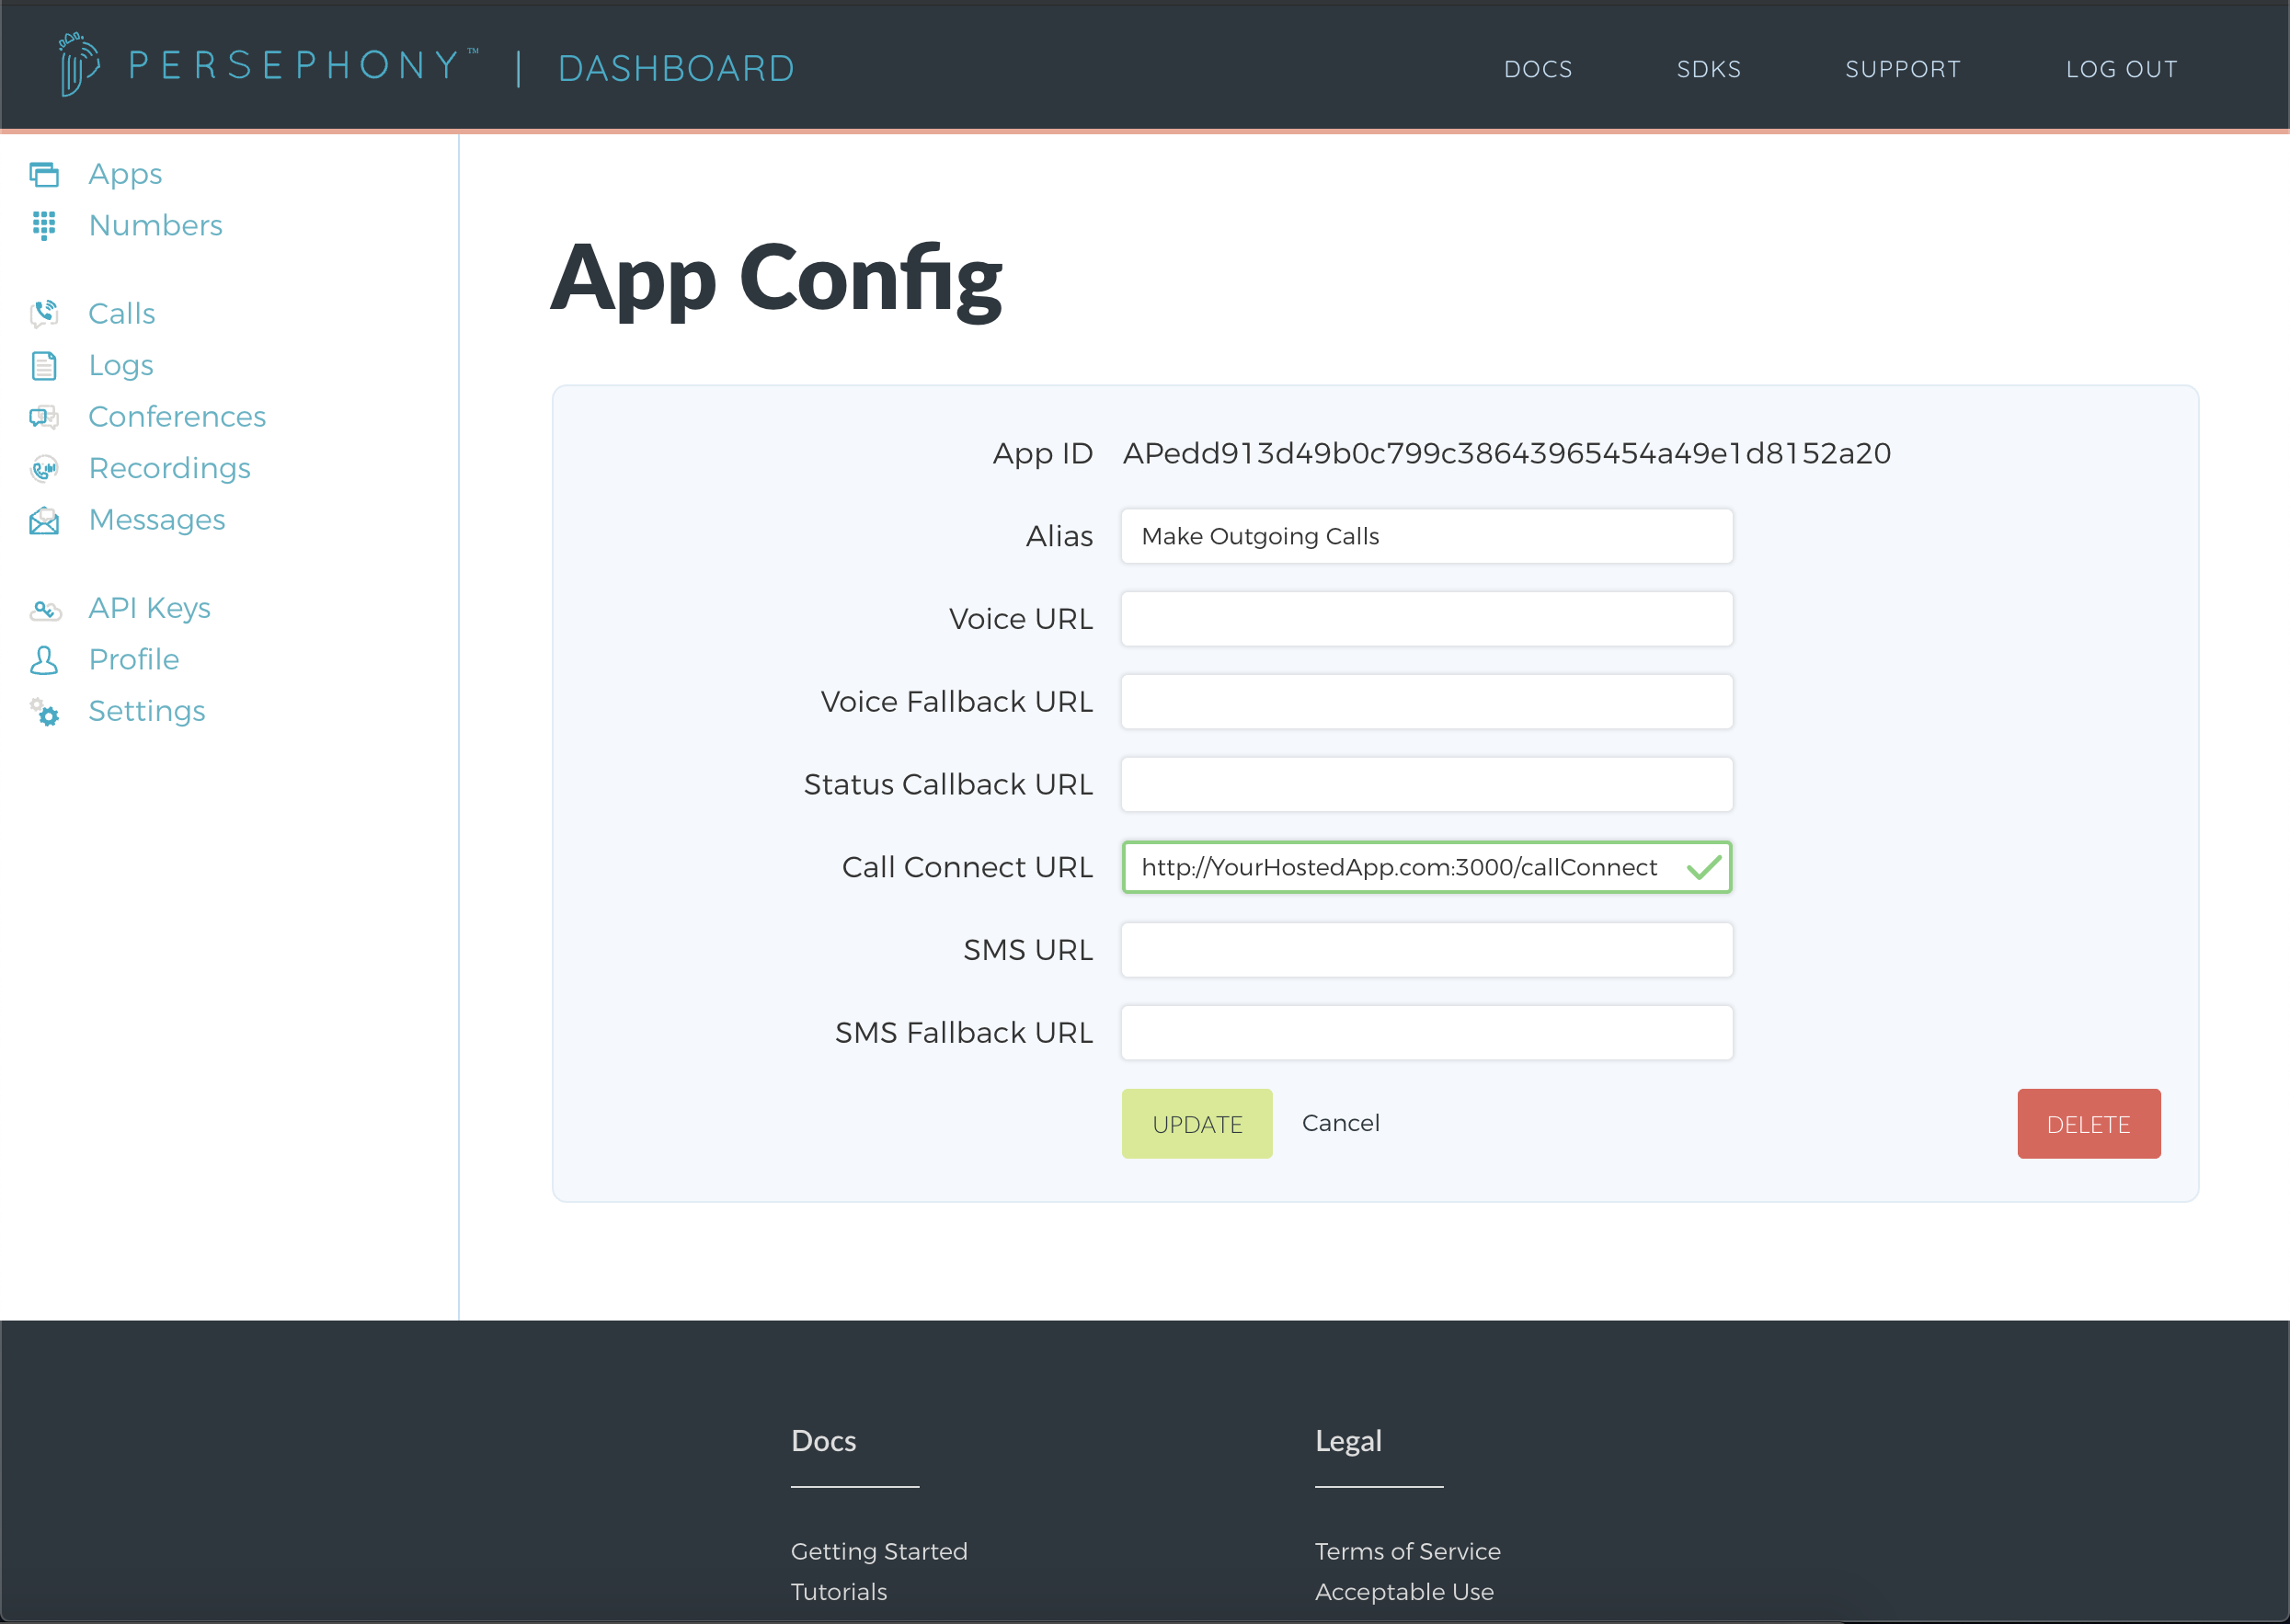 PERSEPHONY™ | DASHBOARD
DOCS
SDKS
SUPPORT
LOG OUT
Apps
Numbers
Calls
Logs
Conferences
Recordings
Messages
API Keys
Profile
Settings
App Config
App ID APedd913d49b0c799c38643965454a49e1d8152a20
Alias Make Outgoing Calls
Voice URL
Voice Fallback URL
Status Callback URL
Call Connect URL http://YourHostedApp.com:3000/callConnect
SMS URL
SMS Fallback URL
UPDATE Cancel DELETE
Docs
Getting Started
Tutorials
Legal
Terms of Service
Acceptable Use